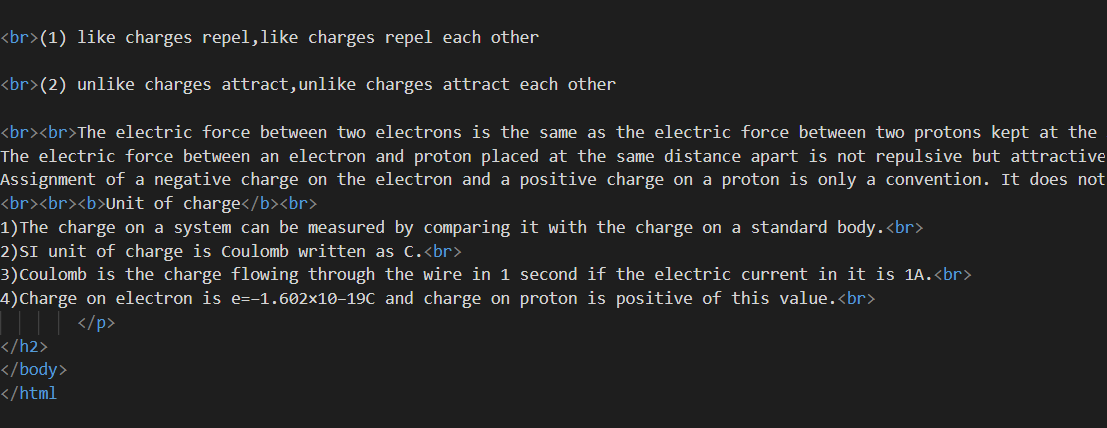 <br>(1) like charges repel,like charges repel each other
<br>(2) unlike charges attract,unlike charges attract each other
<br><br>The electric force between two electrons is the same as the electric force between two protons kept at the
The electric force between an electron and proton placed at the same distance apart is not repulsive but attractive
Assignment of a negative charge on the electron and a positive charge on a proton is only a convention. It does not
<br><br><b>Unit of charge</b><br>
1)The charge on a system can be measured by comparing it with the charge on a standard body.<br>
2)SI unit of charge is Coulomb written as C.<br>
3)Coulomb is the charge flowing through the wire in 1 second if the electric current in it is 1A.<br>
4)Charge on electron is e=−1.602×10−19C and charge on proton is positive of this value.<br>
</p>
</h2>
</body>
</html